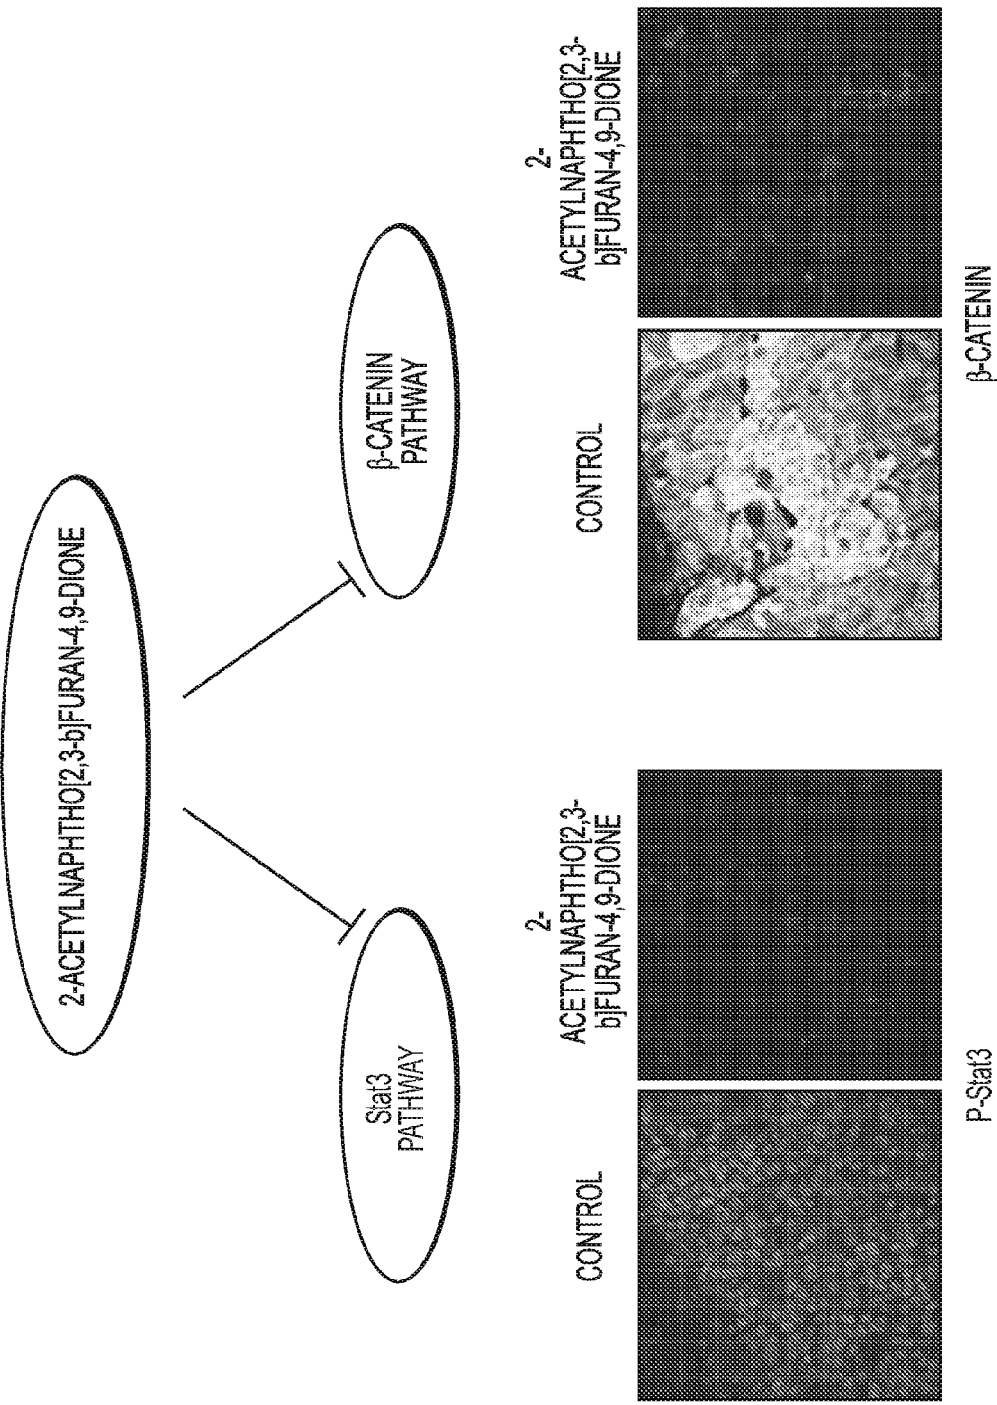 2-ACETYLNAPHTHO[2,3-b]FURAN-4,9-DIONE
Stat3
PATHWAY
β-CATENIN
PATHWAY
CONTROL
2-
ACETYLNAPHTHO[2,3-
b]FURAN-4,9-DIONE
P-Stat3
CONTROL
2-
ACETYLNAPHTHO[2,3-
b]FURAN-4,9-DIONE
β-CATENIN